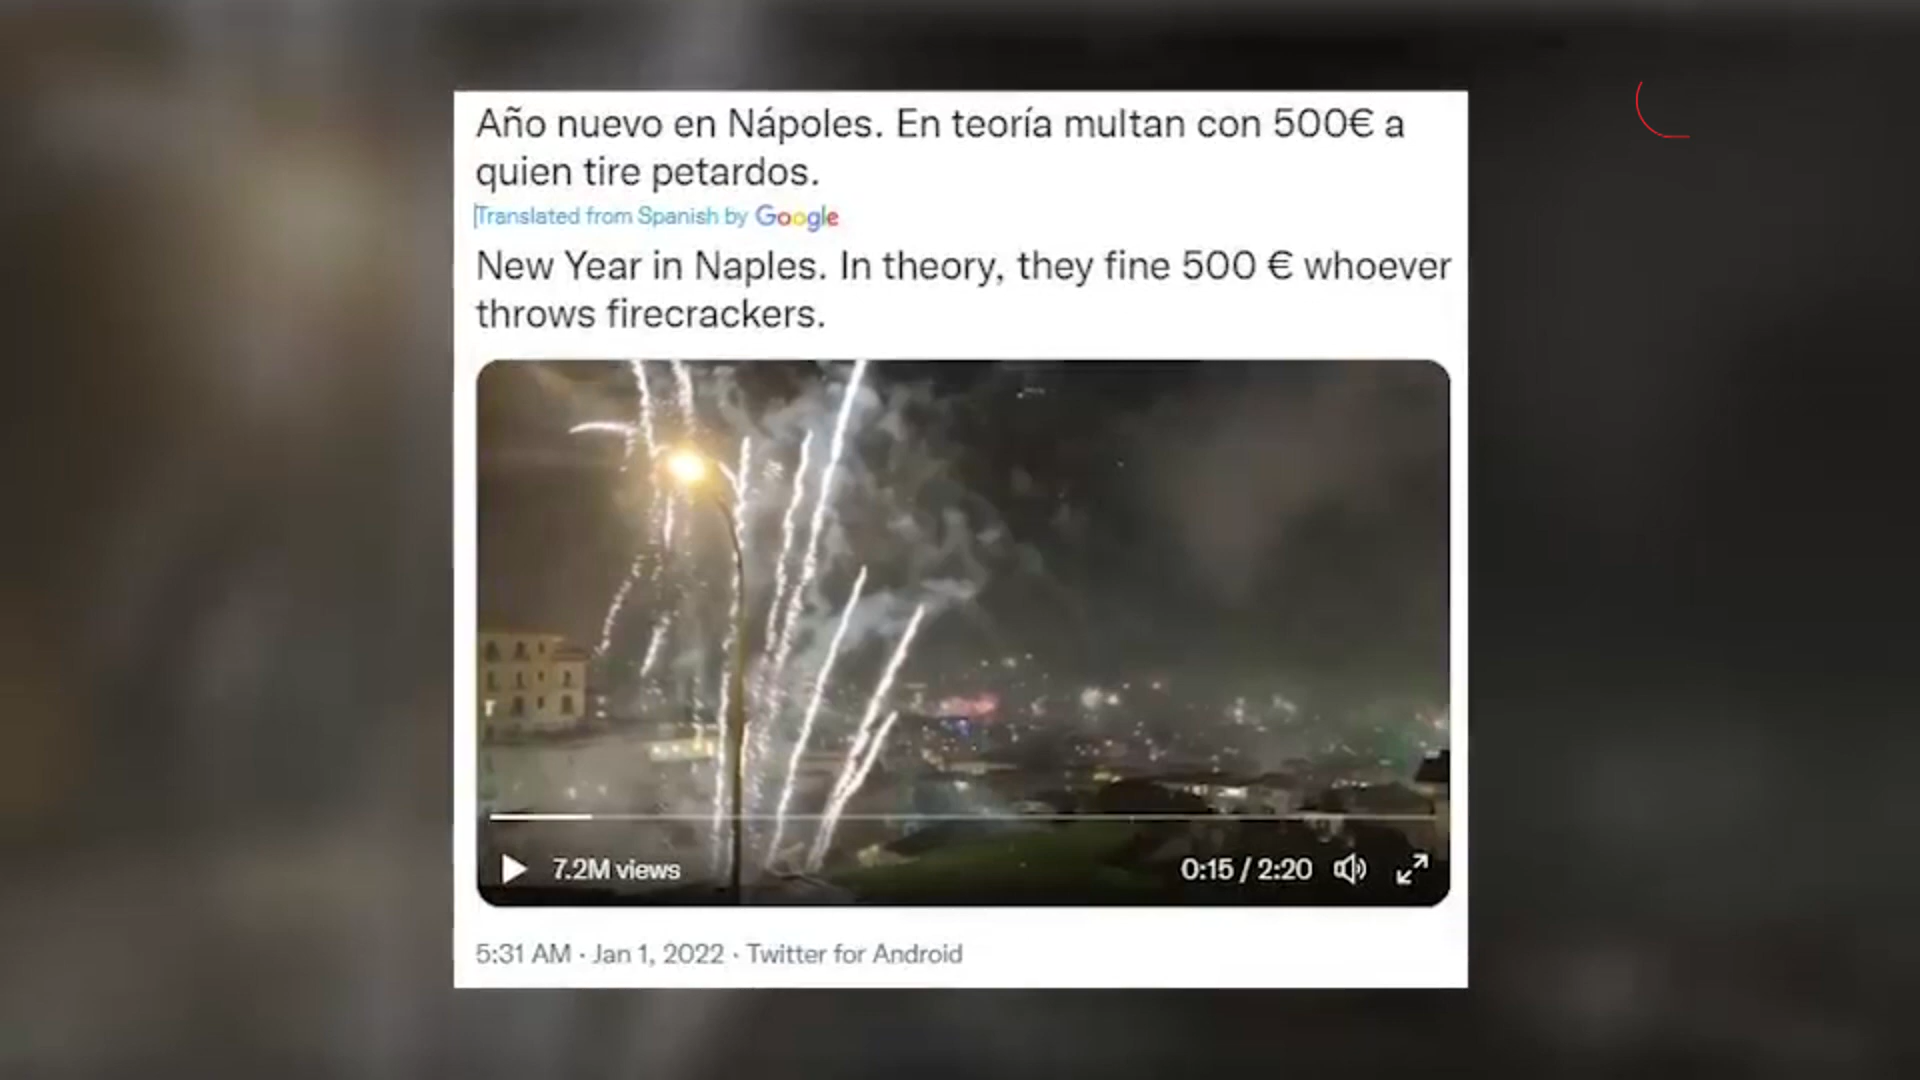 Año nuevo en Nápoles. En teoría multan con 500€ a
quien tire petardos.
Translated from Spanish by Google
New Year in Naples. In theory, they fine 500 € whoever
throws firecrackers.
7.2M views
0:15 / 2:20
5:31 AM · Jan 1, 2022 · Twitter for Android